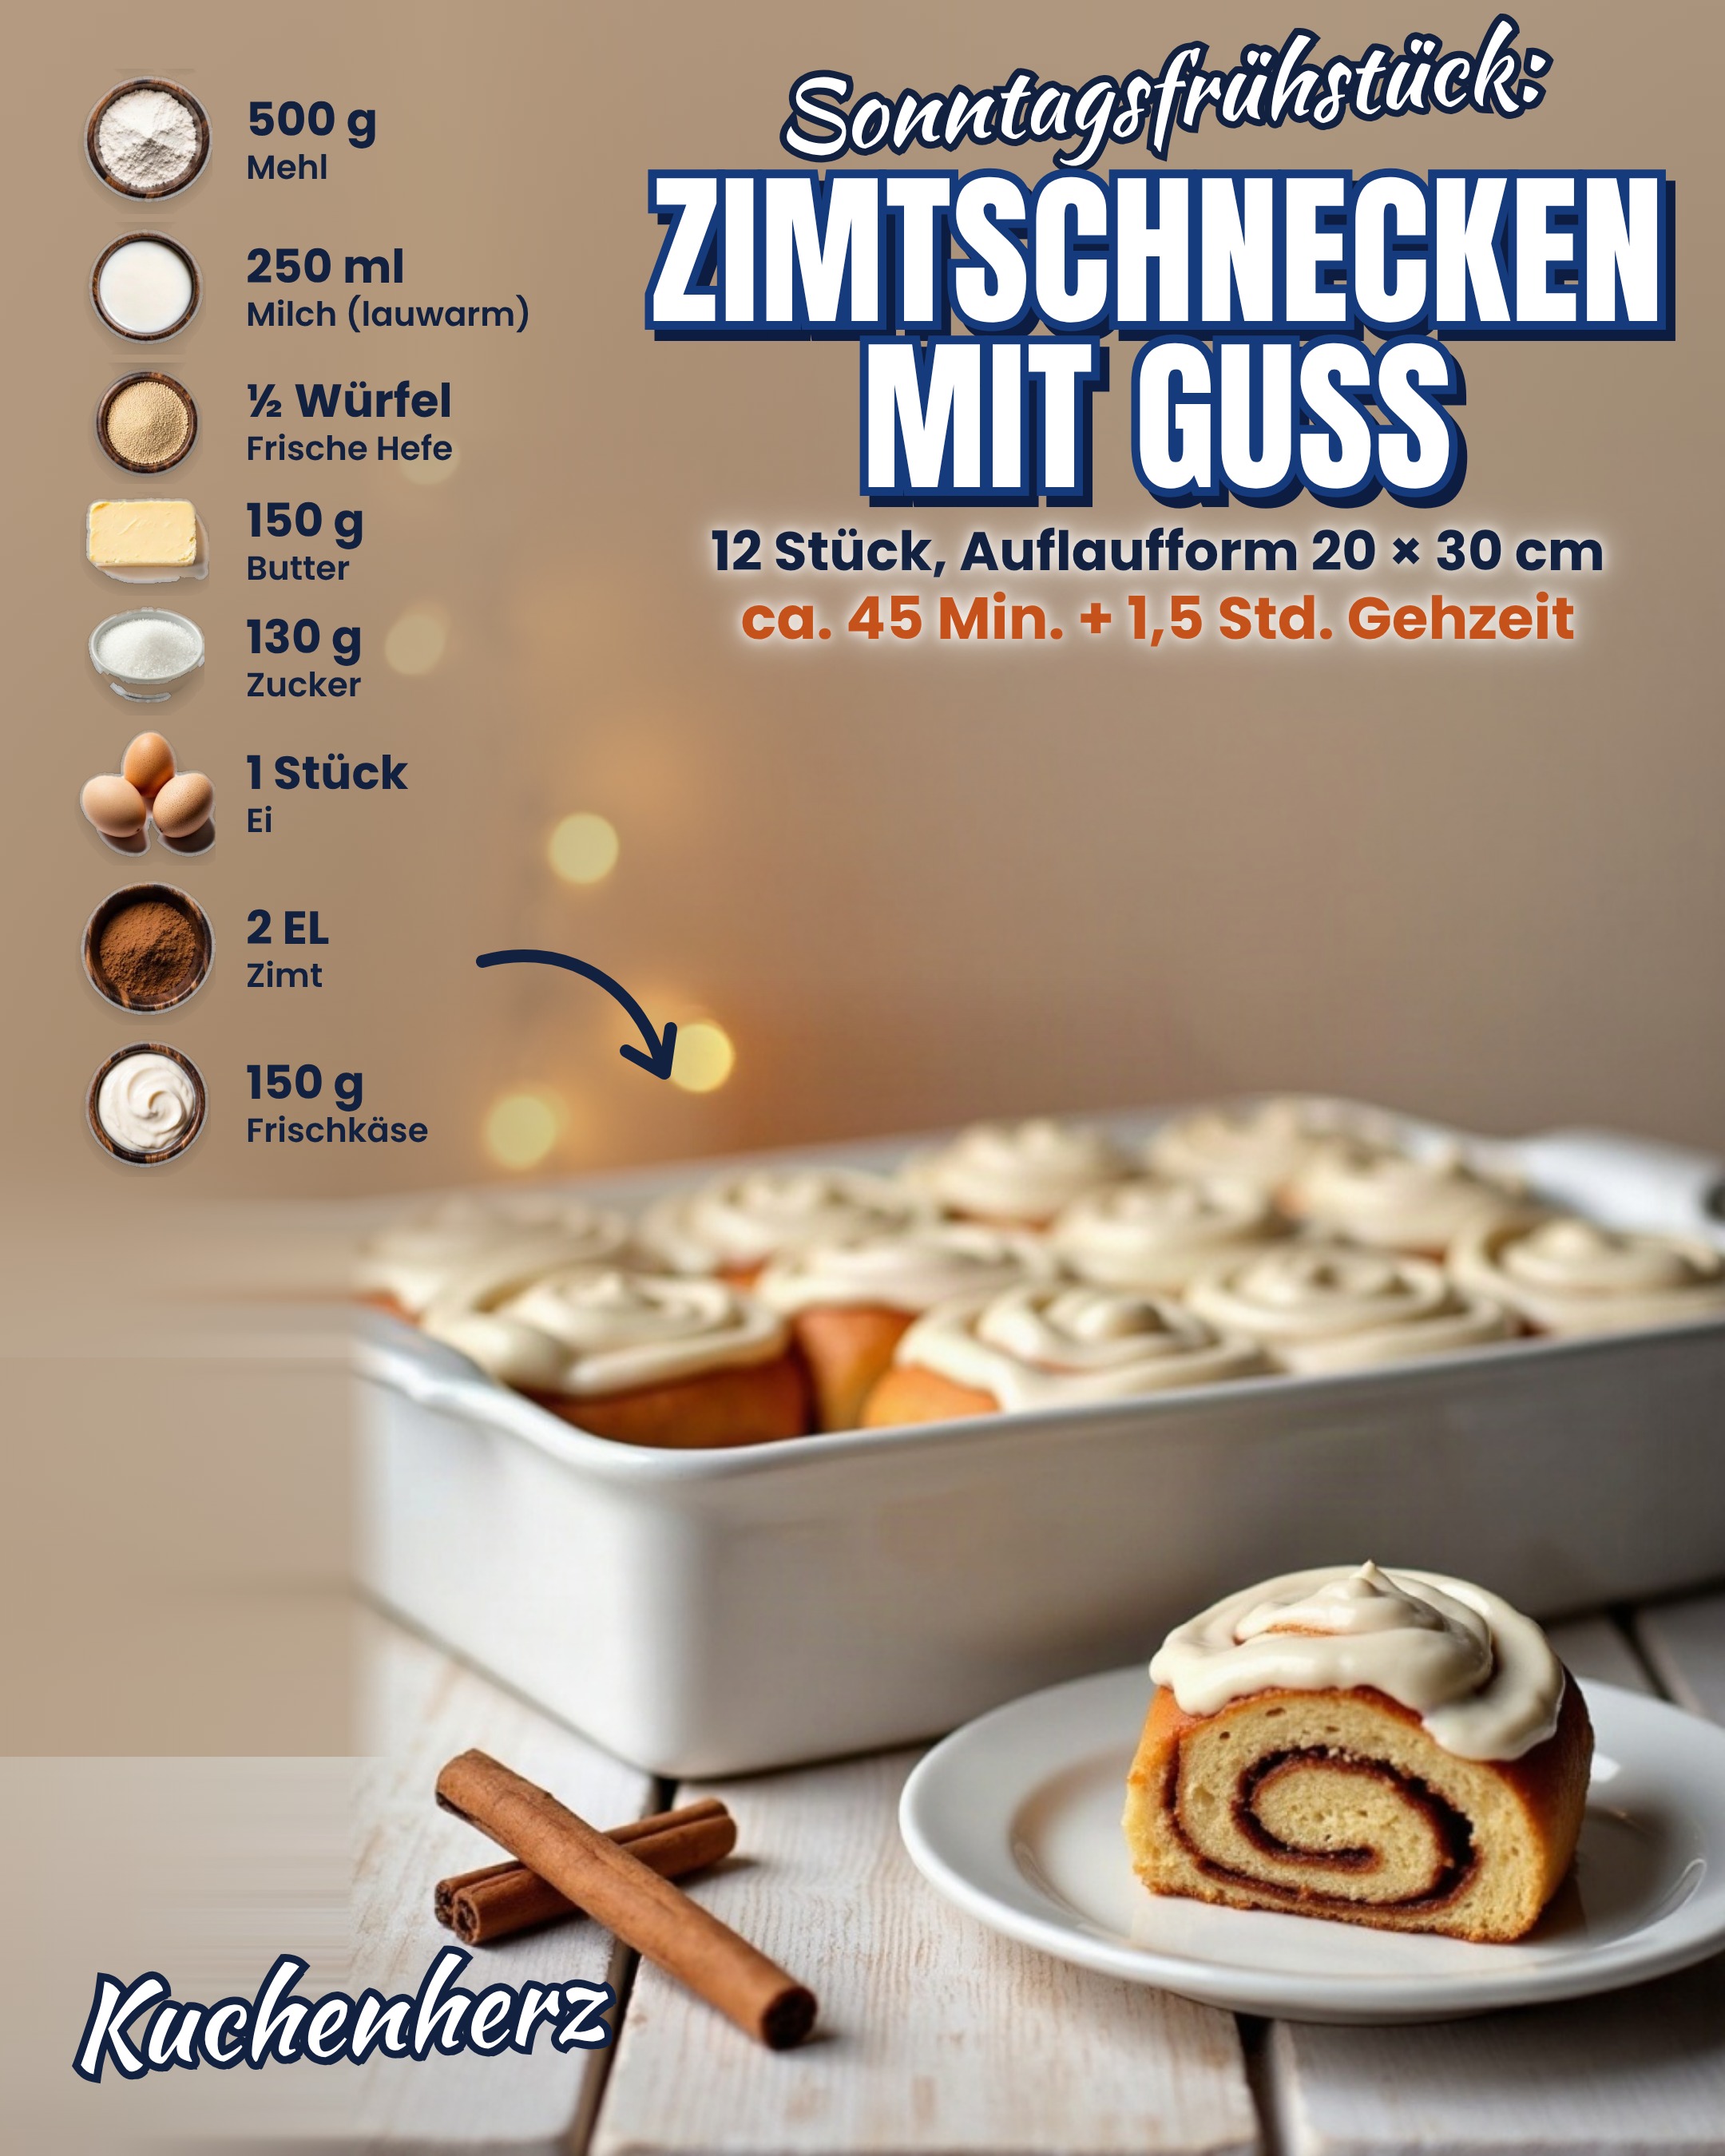 Sonntagsfrühstück:
ZIMTSCHNECKEN
MIT GUSS
12 Stück, Auflaufform 20 × 30 cm
ca. 45 Min. + 1,5 Std. Gehzeit
500 g
Mehl
250 ml
Milch (lauwarm)
½ Würfel
Frische Hefe
150 g
Butter
130 g
Zucker
1 Stück
Ei
2 EL
Zimt
150 g
Frischkäse
Kuchenherz